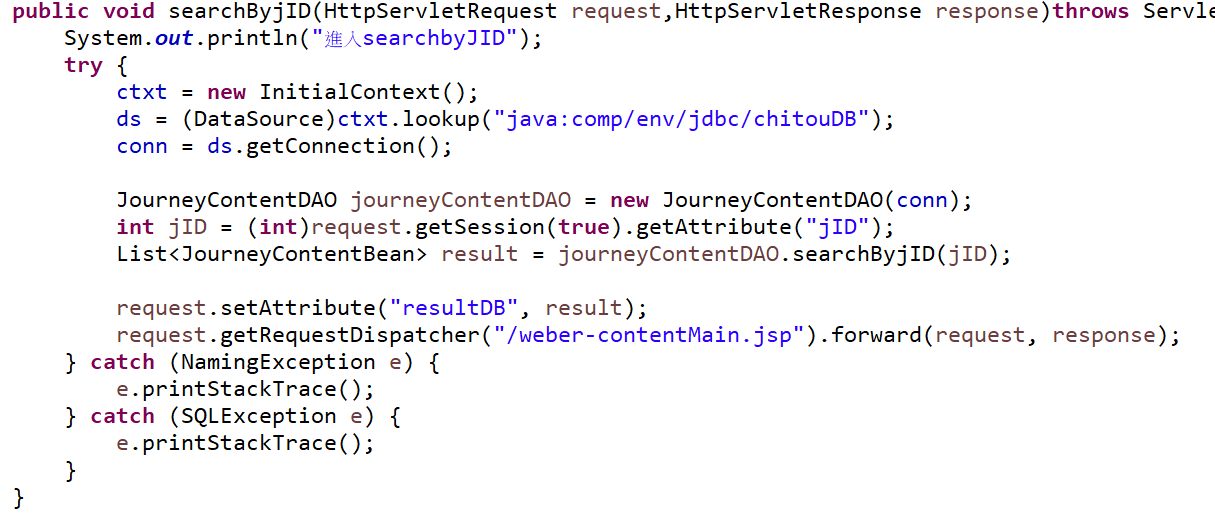 public void searchByjID(HttpServletRequest request,HttpServletResponse response)throws Servle
System.out.println("進入searchbyJID");
try {
ctxt = new InitialContext();
ds = (DataSource)ctxt.lookup("java:comp/env/jdbc/chitouDB");
conn = ds.getConnection();
JourneyContentDAO journeyContentDAO = new JourneyContentDAO(conn);
int jID = (int)request.getSession(true).getAttribute("jID");
List<JourneyContentBean> result = journeyContentDAO.searchByjID(jID);
request.setAttribute("resultDB", result);
request.getRequestDispatcher("/weber-contentMain.jsp").forward(request, response);
} catch (NamingException e) {
e.printStackTrace();
} catch (SQLException e) {
e.printStackTrace();
}
}